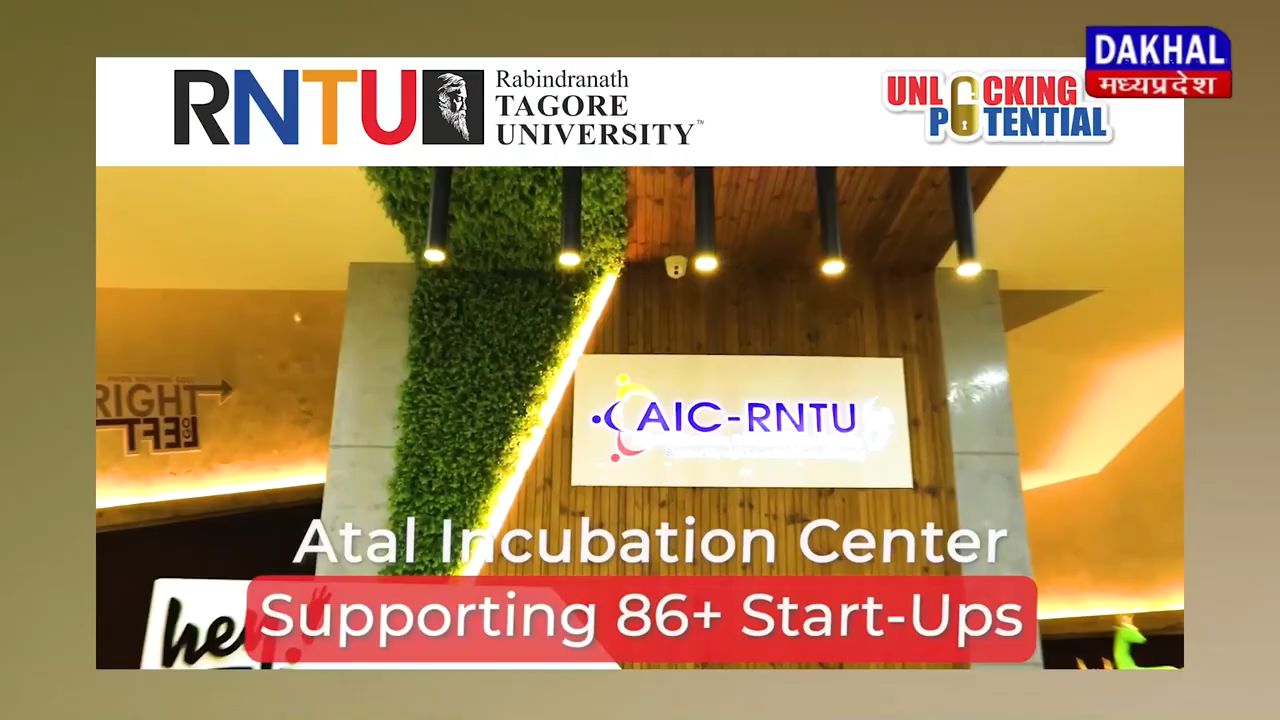 RNTU
Rabindranath
TAGORE
UNIVERSITY™
UNLOCKING
POTENTIAL
DAKHAL
मध्यप्रदेश
RIGHT
GO
LEFT
AIC-RNTU
Atal Incubation Center
Supporting 86+ Start-Ups